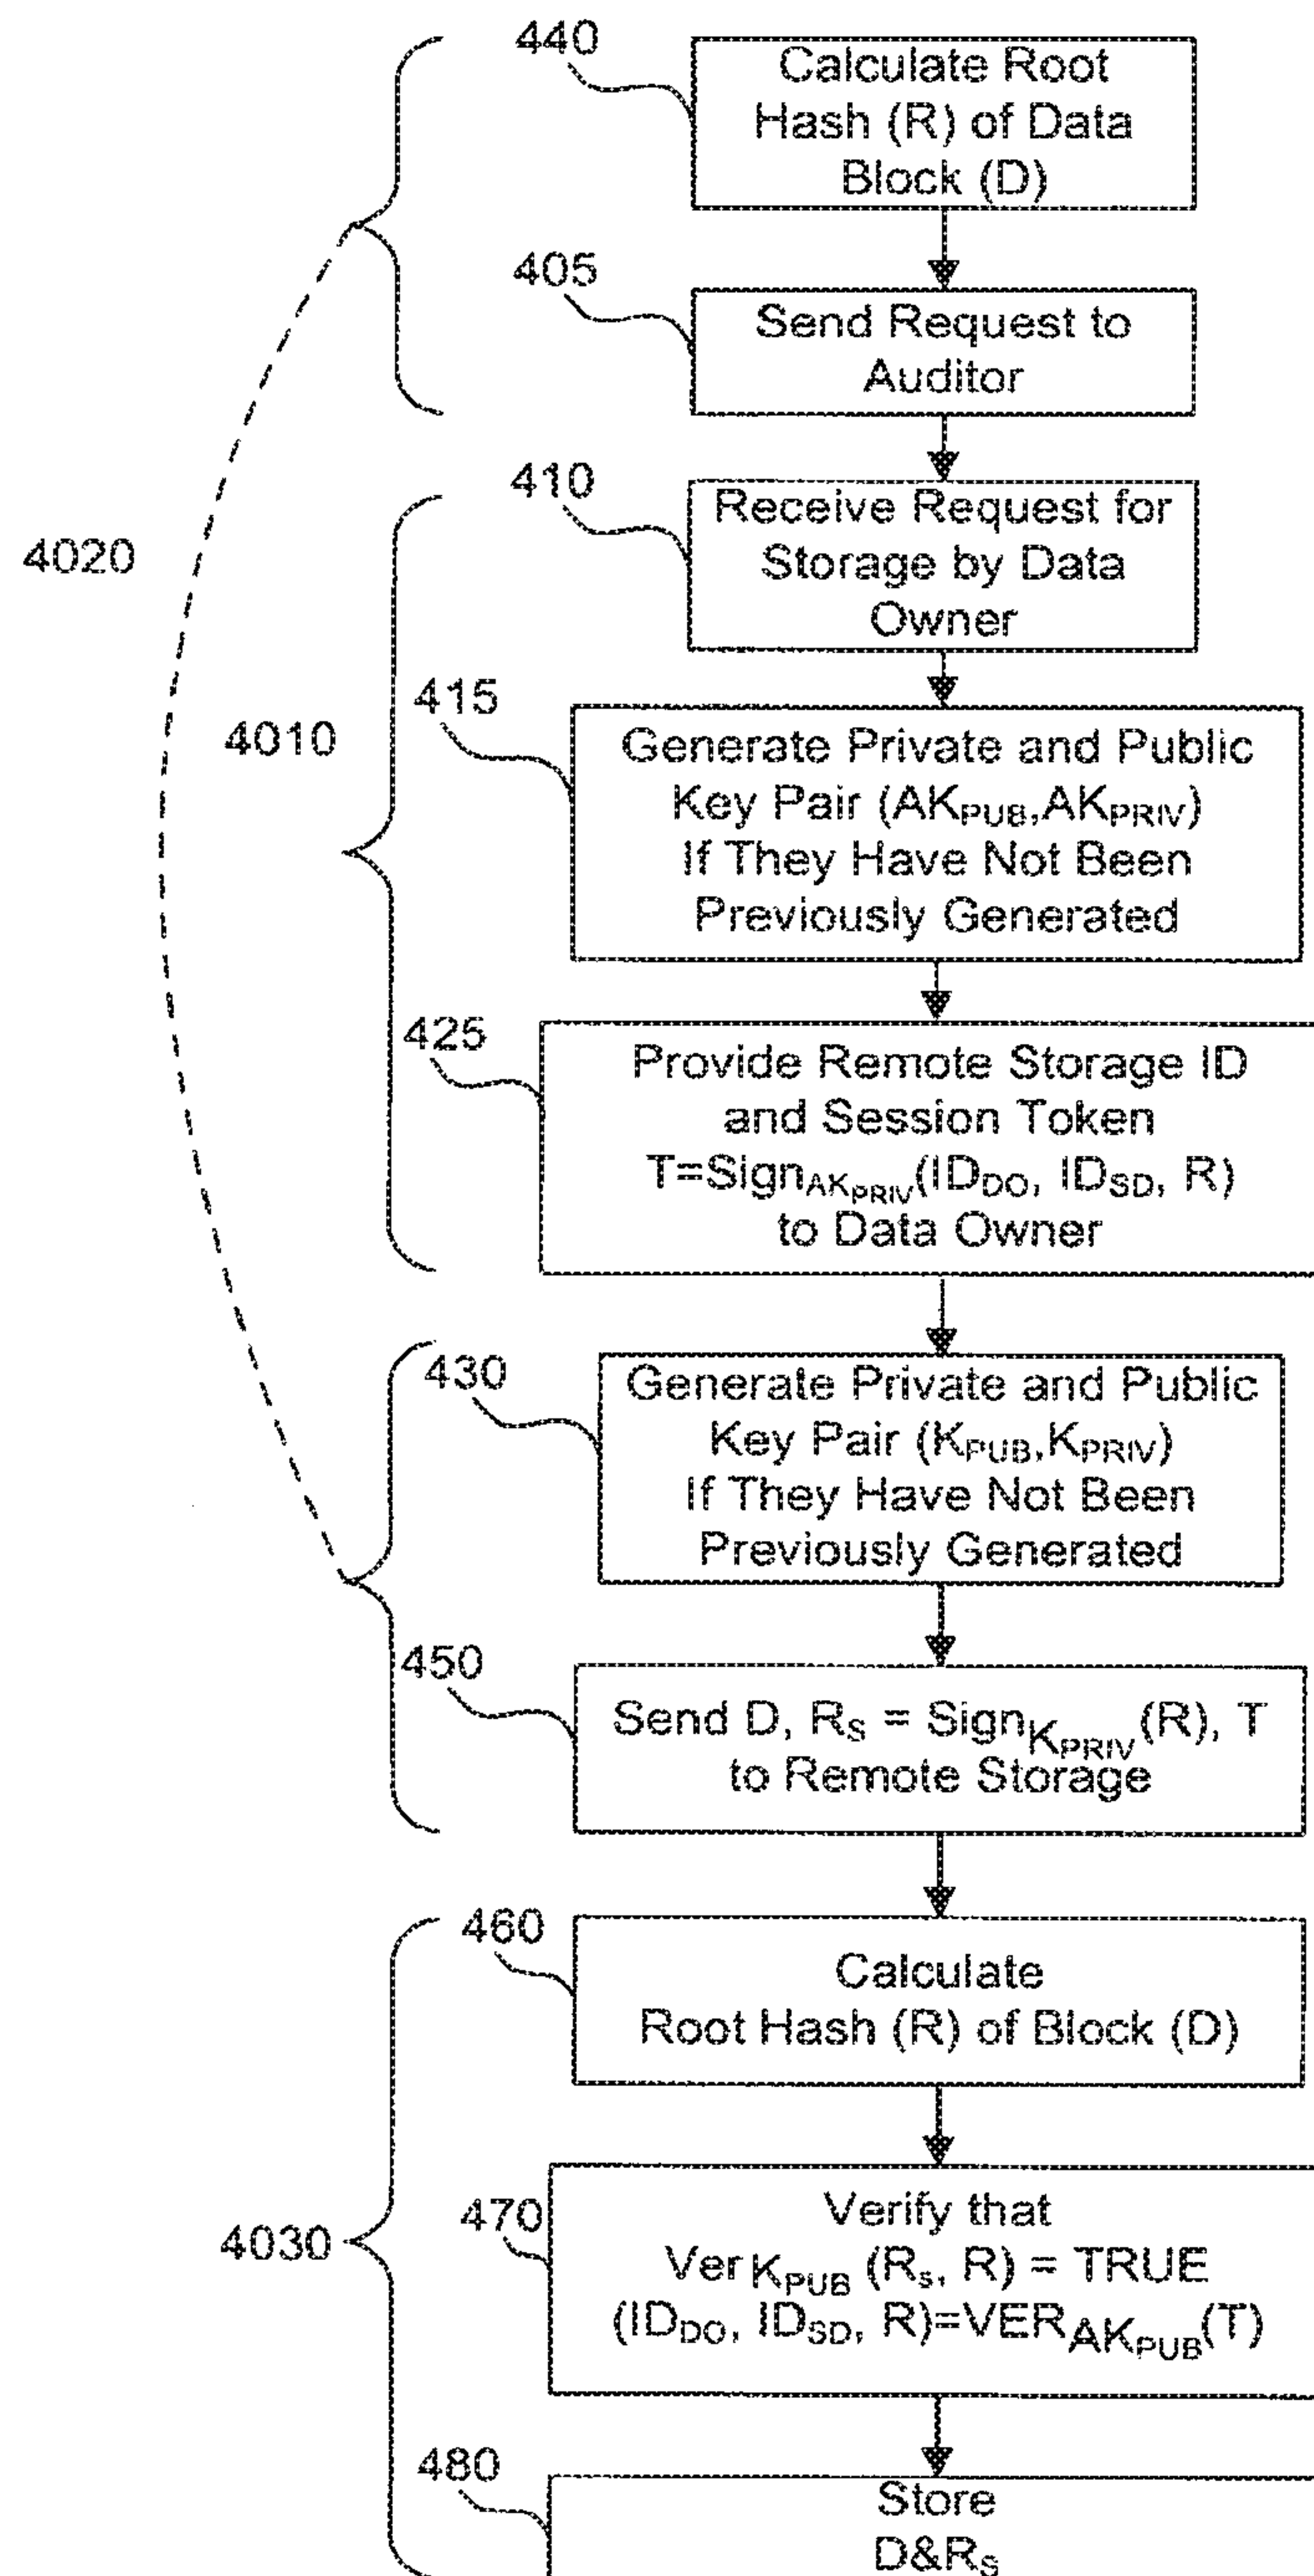 440
Calculate Root
Hash (R) of Data
Block (D)
405
Send Request to
Auditor
410
Receive Request for
Storage by Data
Owner
4020
4010
415
Generate Private and Public
Key Pair (AKPUB,AKPRIV)
If They Have Not Been
Previously Generated
425
Provide Remote Storage ID
and Session Token
T=SignAKPRIV(IDDO, IDSD, R)
to Data Owner
430
Generate Private and Public
Key Pair (KPUB,KPRIV)
If They Have Not Been
Previously Generated
450
Send D, RS = SignKPRIV(R), T
to Remote Storage
460
Calculate
Root Hash (R) of Block (D)
4030
470
Verify that
VerKPUB (Rs, R) = TRUE
(IDDO, IDSD, R)=VERAKPUB(T)
480
Store
D&RS